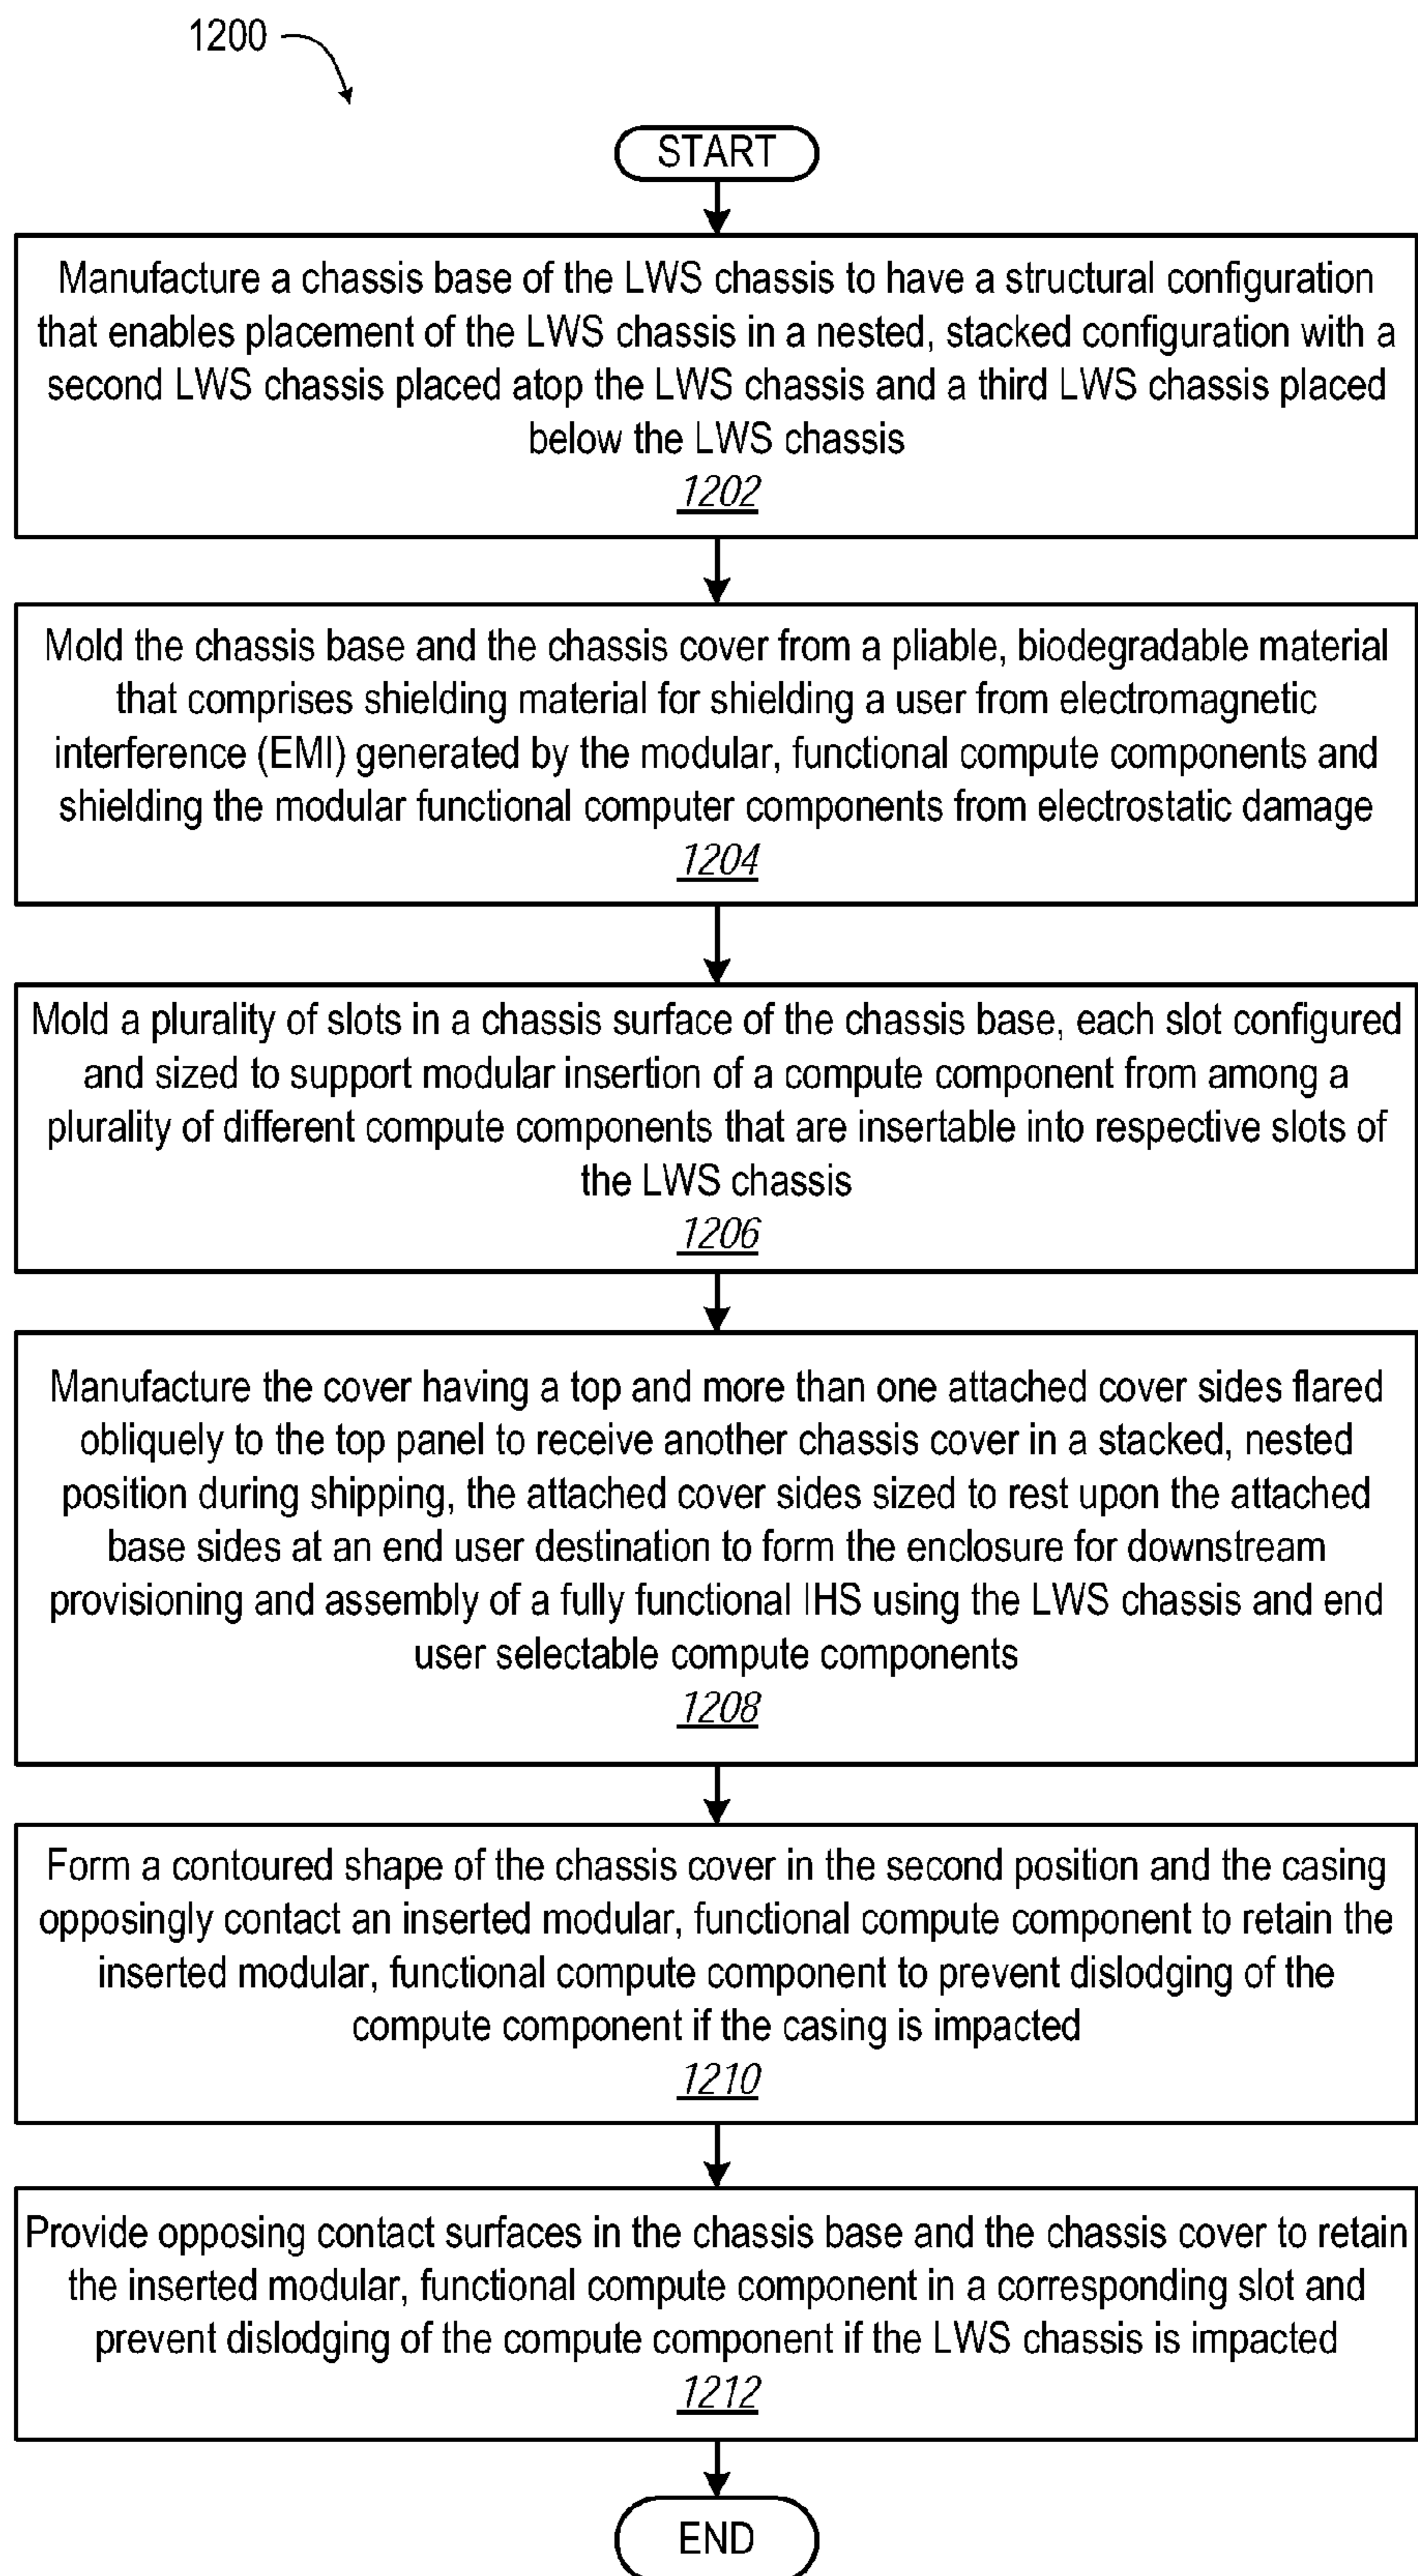 1200
START
Manufacture a chassis base of the LWS chassis to have a structural configuration
that enables placement of the LWS chassis in a nested, stacked configuration with a
second LWS chassis placed atop the LWS chassis and a third LWS chassis placed
below the LWS chassis
1202
Mold the chassis base and the chassis cover from a pliable, biodegradable material
that comprises shielding material for shielding a user from electromagnetic
interference (EMI) generated by the modular, functional compute components and
shielding the modular functional computer components from electrostatic damage
1204
Mold a plurality of slots in a chassis surface of the chassis base, each slot configured
and sized to support modular insertion of a compute component from among a
plurality of different compute components that are insertable into respective slots of
the LWS chassis
1206
Manufacture the cover having a top and more than one attached cover sides flared
obliquely to the top panel to receive another chassis cover in a stacked, nested
position during shipping, the attached cover sides sized to rest upon the attached
base sides at an end user destination to form the enclosure for downstream
provisioning and assembly of a fully functional IHS using the LWS chassis and end
user selectable compute components
1208
Form a contoured shape of the chassis cover in the second position and the casing
opposingly contact an inserted modular, functional compute component to retain the
inserted modular, functional compute component to prevent dislodging of the
compute component if the casing is impacted
1210
Provide opposing contact surfaces in the chassis base and the chassis cover to retain
the inserted modular, functional compute component in a corresponding slot and
prevent dislodging of the compute component if the LWS chassis is impacted
1212
END